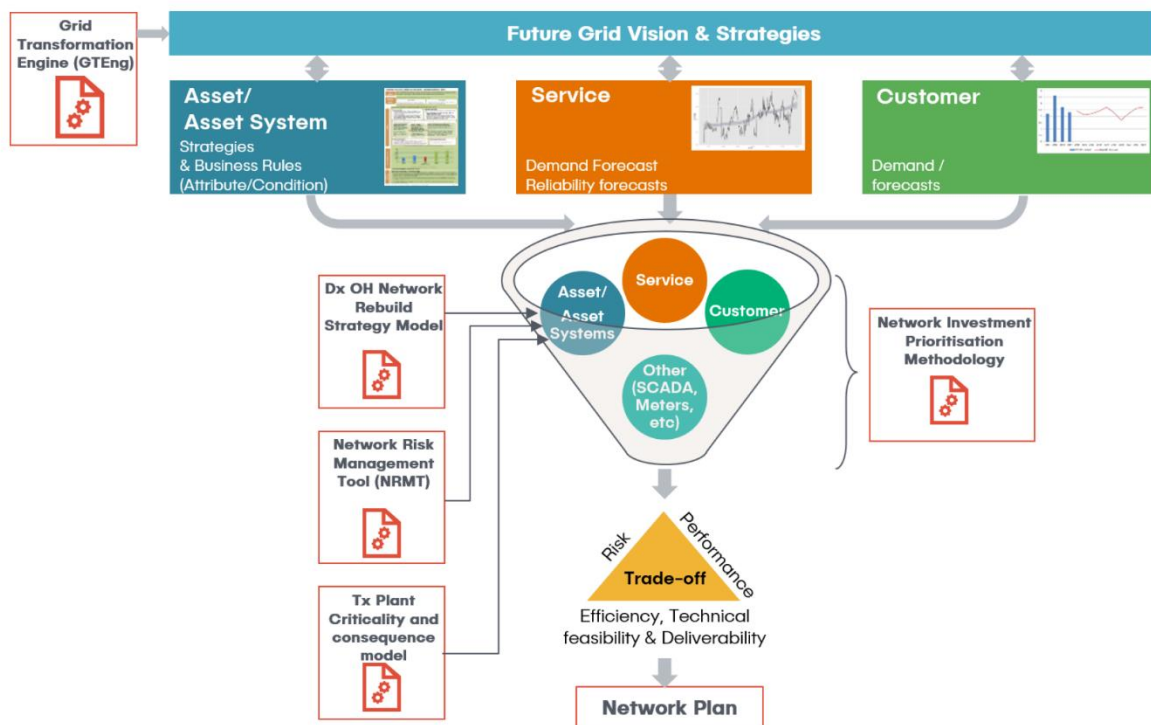 Grid
Transformation
Engine (GTEng)
Future Grid Vision & Strategies
Asset/
Asset System
Strategies
& Business Rules
(Attribute/Condition)
Service
Demand Forecast
Reliability forecasts
Customer
Demand /
forecasts
Dx OH Network
Rebuild
Strategy Model
Network Risk
Management
Tool (NRMT)
Tx Plant
Criticality and
consequence
model
Asset/
Asset
Systems
Service
Customer
Other
(SCADA,
Meters,
etc)
Network Investment
Prioritisation
Methodology
Risk
Performance
Trade-off
Efficiency, Technical
feasibility & Deliverability
Network Plan